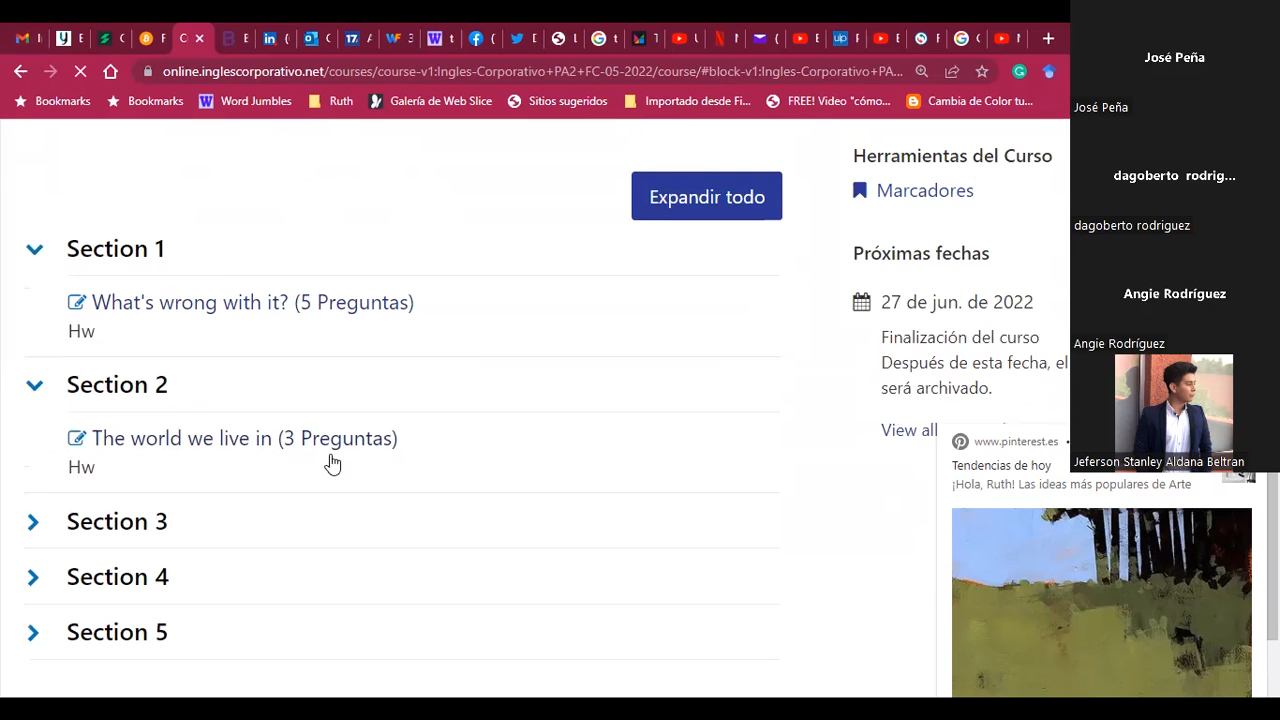 online.inglescorporativo.net/courses/course-v1:Ingles-Corporativo+PA2+FC-05-2022/course/#block-v1:Ingles-Corporativo+PA...
Bookmarks
Bookmarks
Word Jumbles
Ruth
Galería de Web Slice
Sitios sugeridos
Importado desde Fi...
FREE! Video "cómo...
Cambia de Color tu...
Expandir todo
Section 1
What's wrong with it? (5 Preguntas)
Hw
Section 2
The world we live in (3 Preguntas)
Hw
Section 3
Section 4
Section 5
Herramientas del Curso
Marcadores
Próximas fechas
27 de jun. de 2022
Finalización del curso
Después de esta fecha, el
será archivado.
View all
www.pinterest.es
Tendencias de hoy
¡Hola, Ruth! Las ideas más populares de Arte
José Peña
José Peña
dagoberto rodrig...
dagoberto rodriguez
Angie Rodríguez
Angie Rodríguez
Jeferson Stanley Aldana Beltran